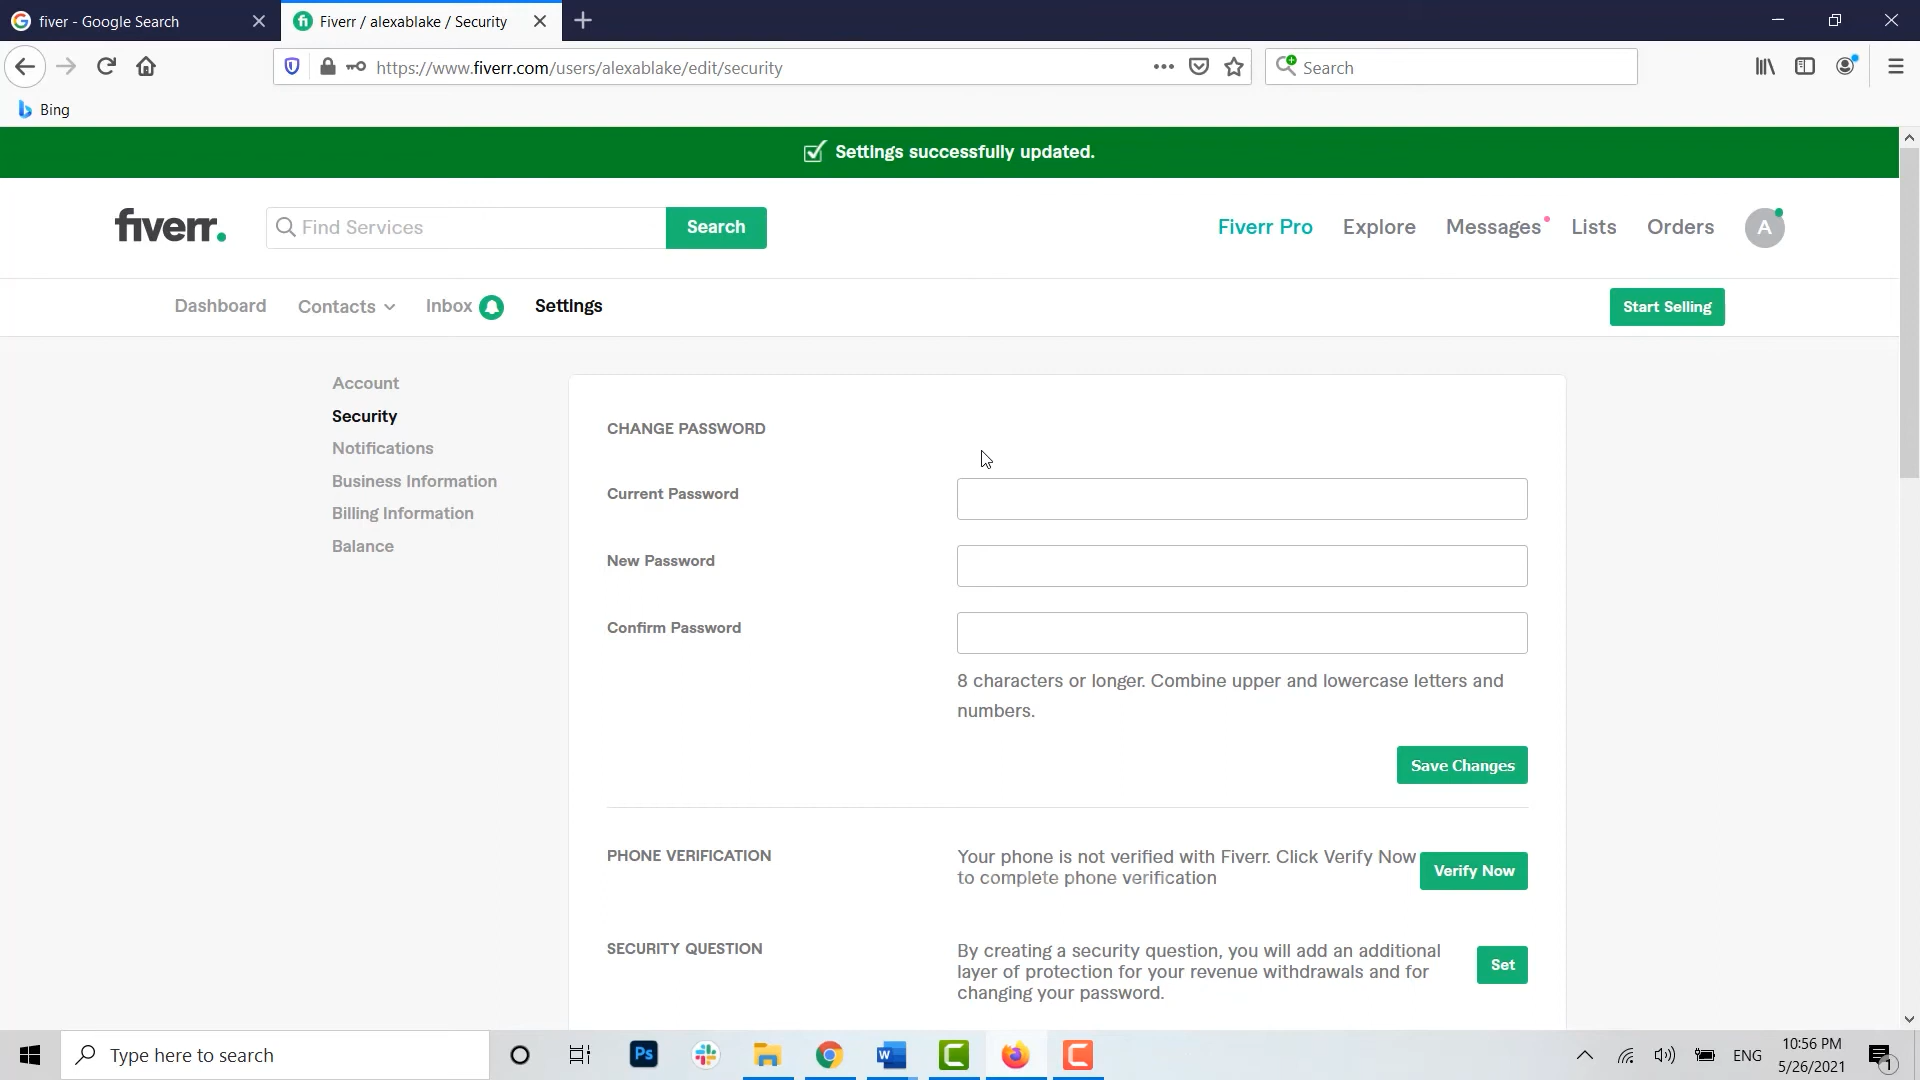 fiver - Google Search
Fiverr / alexablake / Security
https://www.fiverr.com/users/alexablake/edit/security
Search
Bing
Settings successfully updated.
fiverr.
Find Services
Search
Fiverr Pro
Explore
Messages
Lists
Orders
A
Dashboard
Contacts
Inbox
Settings
Start Selling
Account
Security
Notifications
Business Information
Billing Information
Balance
CHANGE PASSWORD
Current Password
New Password
Confirm Password
8 characters or longer. Combine upper and lowercase letters and
numbers.
Save Changes
PHONE VERIFICATION
Your phone is not verified with Fiverr. Click Verify Now
to complete phone verification
Verify Now
SECURITY QUESTION
By creating a security question, you will add an additional
layer of protection for your revenue withdrawals and for
changing your password.
Set
Type here to search
Ps
W
ENG
10:56 PM
5/26/2021
1